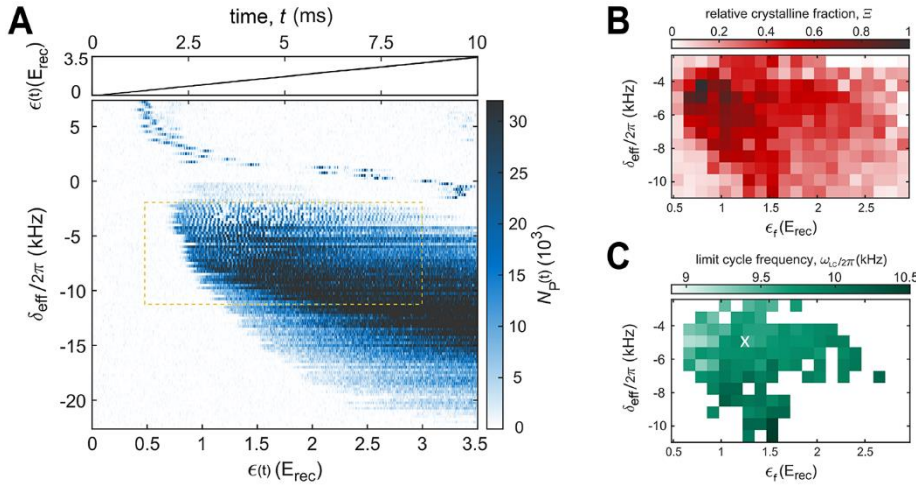 A
time, t (ms)
0 2.5 5 7.5 10
ϵ(t)(E_rec)
3.5
0
δ_eff/2π (kHz)
5
0
-5
-10
-15
-20
0 0.5 1 1.5 2 2.5 3 3.5
ϵ(t) (E_rec)
30
25
20
15
10
5
0
N_P(t) (10³)
B
relative crystalline fraction, Ξ
0 0.2 0.4 0.6 0.8 1
δ_eff/2π (kHz)
-4
-6
-8
-10
0.5 1 1.5 2 2.5
ϵ_f(E_rec)
C
limit cycle frequency, ω_LC/2π(kHz)
9 9.5 10 10.5
δ_eff/2π (kHz)
-4
-6
-8
-10
X
0.5 1 1.5 2 2.5
ϵ_f(E_rec)